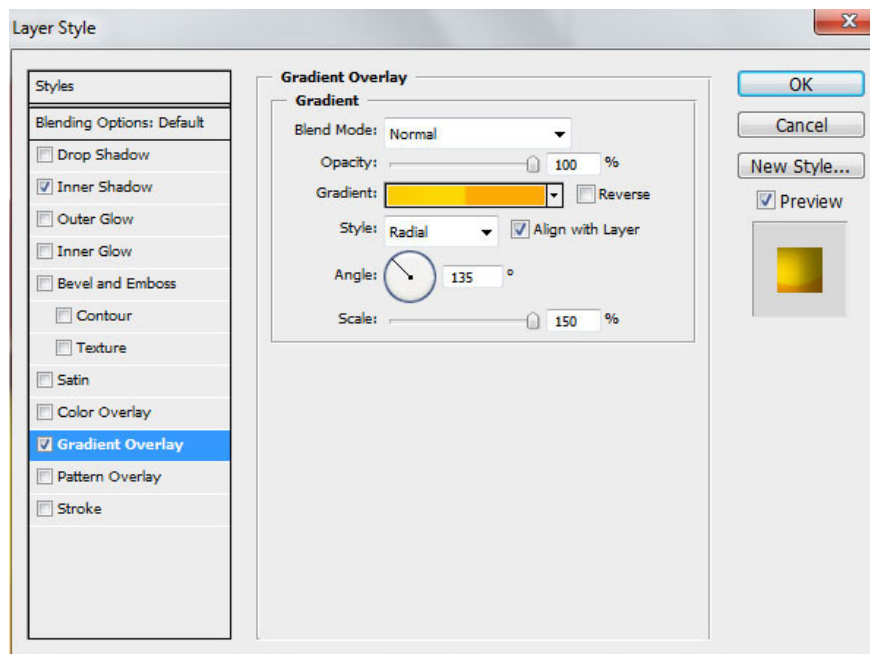 Layer Style
Styles
Blending Options: Default
Drop Shadow
Inner Shadow
Outer Glow
Inner Glow
Bevel and Emboss
Contour
Texture
Satin
Color Overlay
Gradient Overlay
Pattern Overlay
Stroke
Gradient Overlay
Gradient
Blend Mode: Normal
Opacity: 100 %
Gradient: Reverse
Style: Radial Align with Layer
Angle: 135 °
Scale: 150 %
OK
Cancel
New Style...
Preview